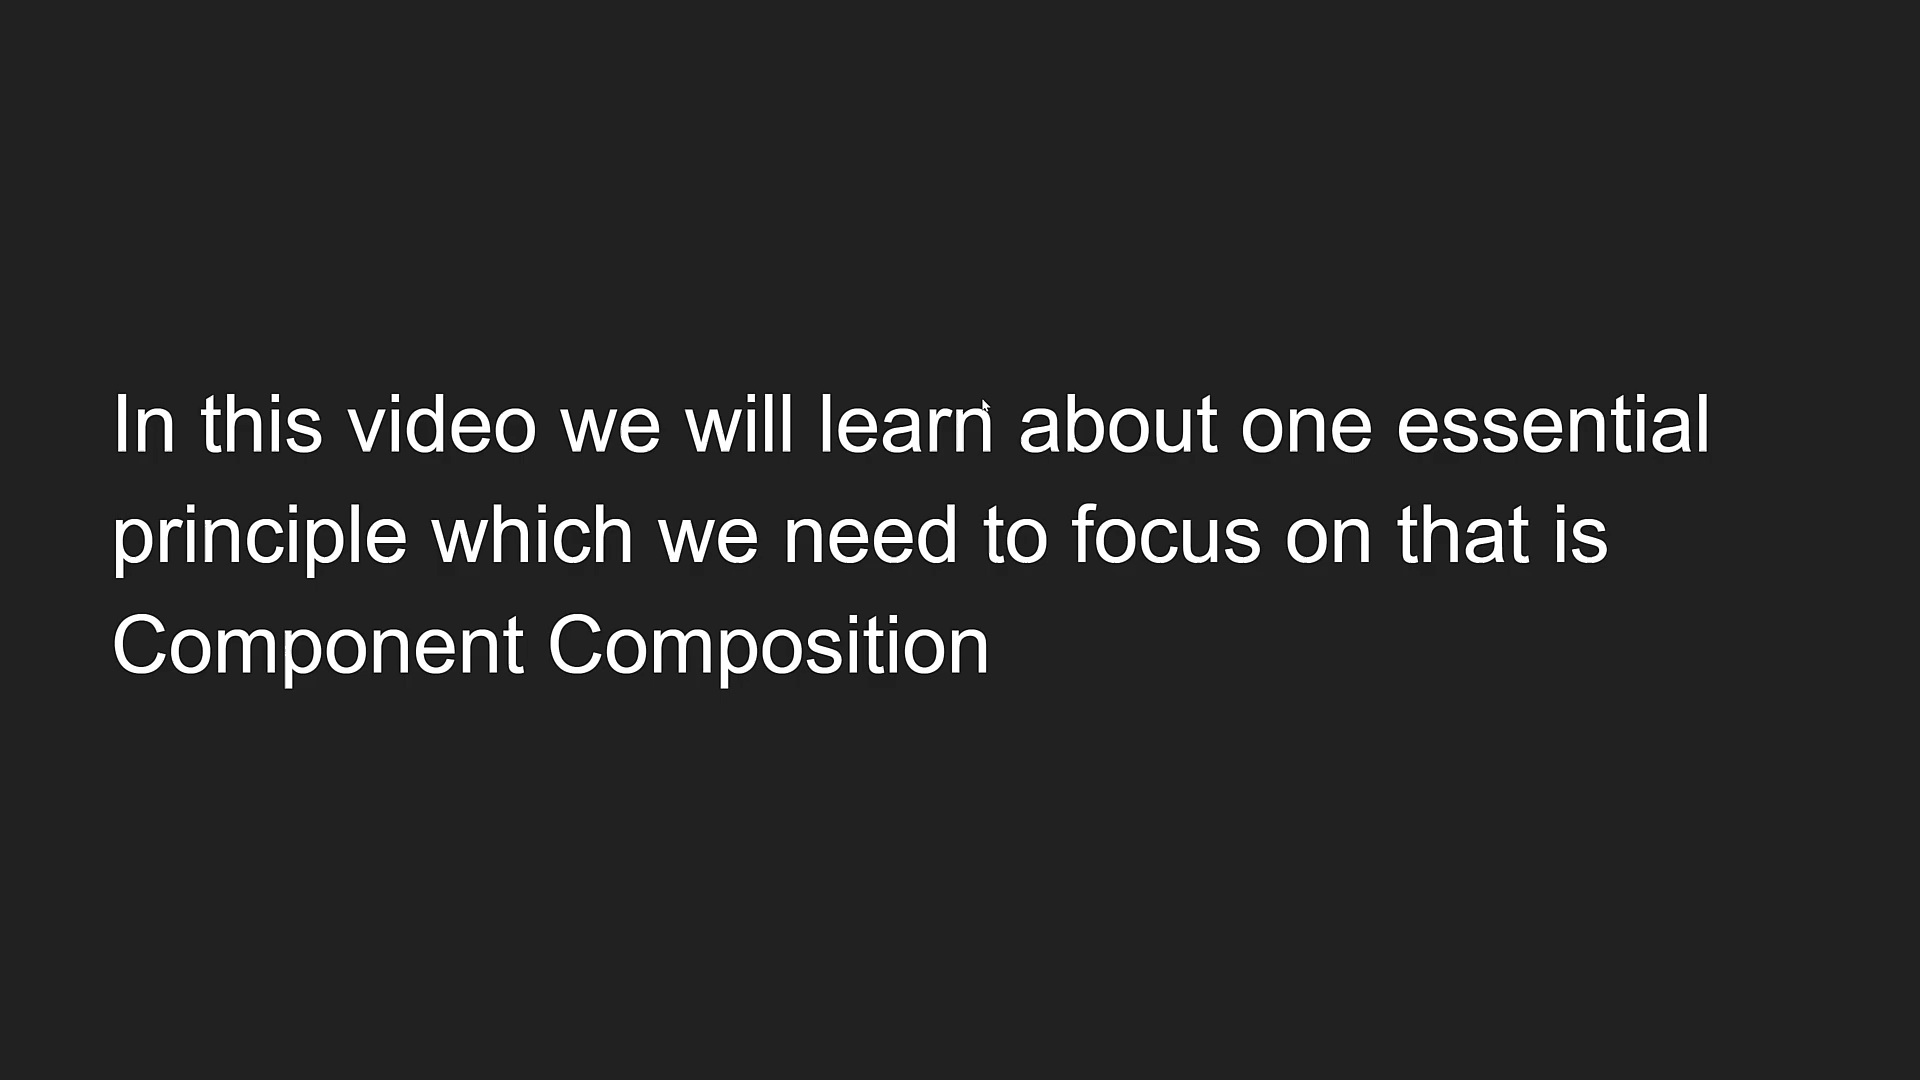 In this video we will learn about one essential
principle which we need to focus on that is
Component Composition